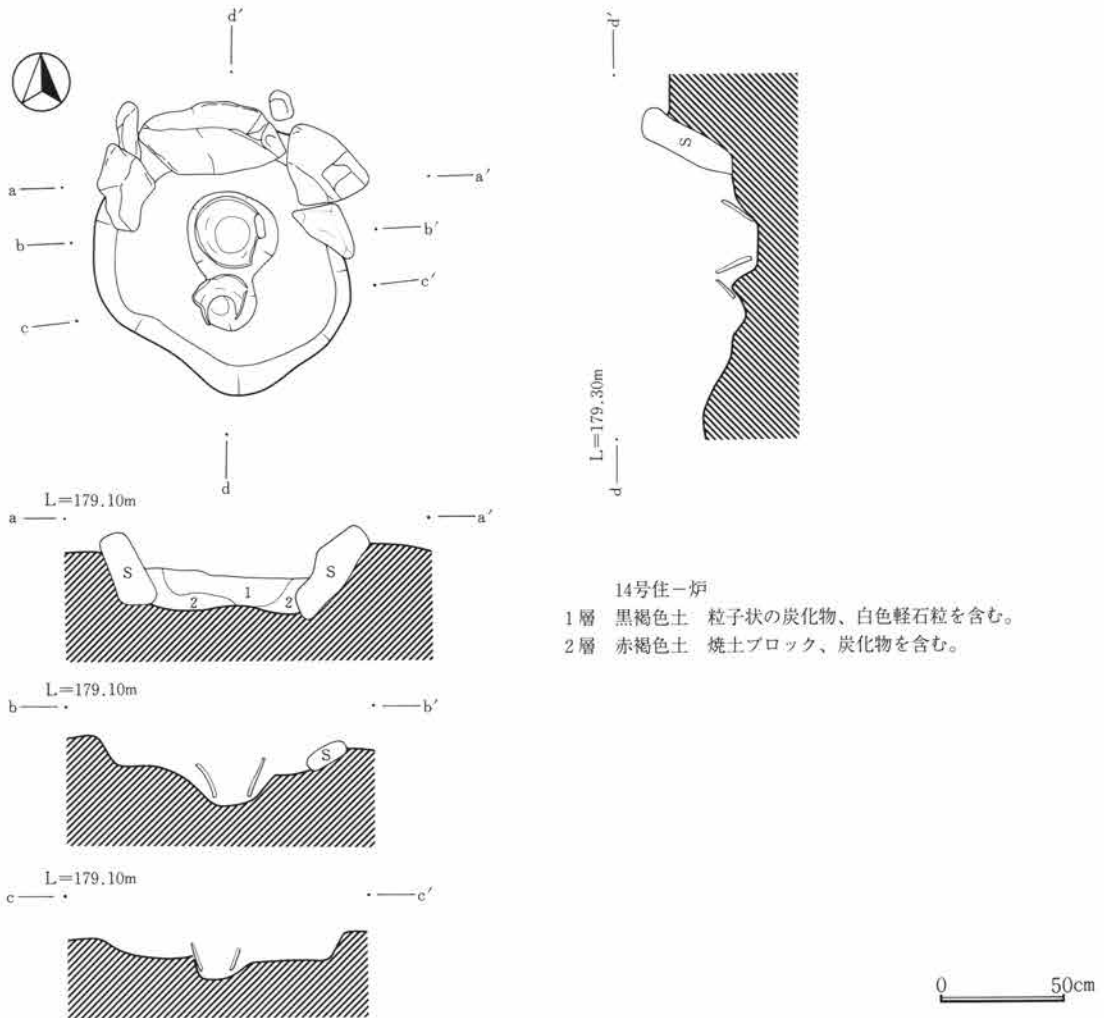 d′
a
a′
b
b′
c
c′
d
d′
S
L=179.30m
d
L=179.10m
a
a′
S
S
1
2
2
L=179.10m
b
b′
S
L=179.10m
c
c′
14号住-炉
1層 黒褐色土 粒子状の炭化物、白色軽石粒を含む。
2層 赤褐色土 焼土ブロック、炭化物を含む。
0 50cm